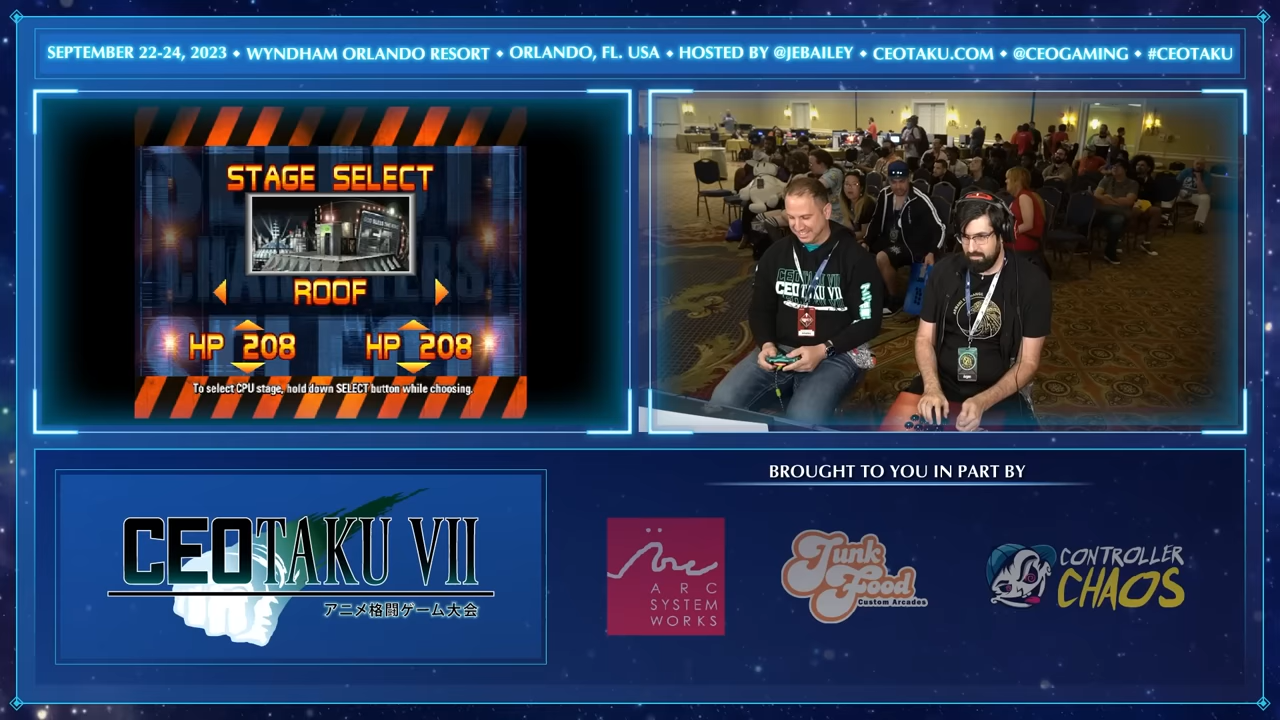 SEPTEMBER 22-24, 2023 ◆ WYNDHAM ORLANDO RESORT ◆ ORLANDO, FL. USA ◆ HOSTED BY @JEBAILEY ◆ CEOTAKU.COM ◆ @CEOGAMING ◆ #CEOTAKU
STAGE SELECT
ROOF
HP 208 HP 208
To select CPU stage, hold down SELECT button while choosing.
CEOTAKU VII
BROUGHT TO YOU IN PART BY
CEOTAKU VII
アニメ格闘ゲーム大会
ARC
SYSTEM
WORKS
Junk
Food
Custom Arcades
CONTROLLER
CHAOS